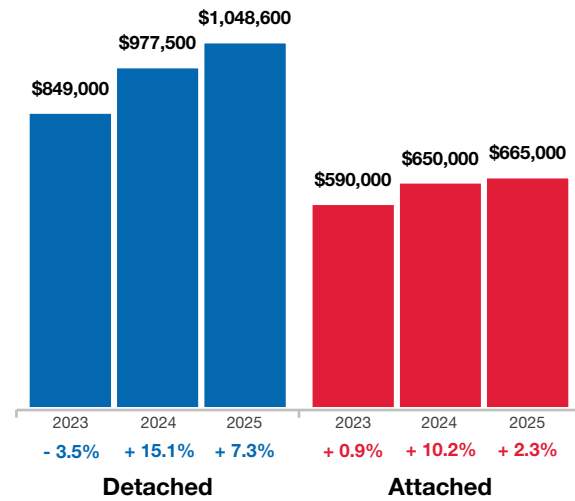 $1,048,600
$977,500
$849,000
$650,000
$665,000
$590,000
2023 2024 2025 2023 2024 2025
- 3.5% + 15.1% + 7.3% + 0.9% + 10.2% + 2.3%
Detached Attached